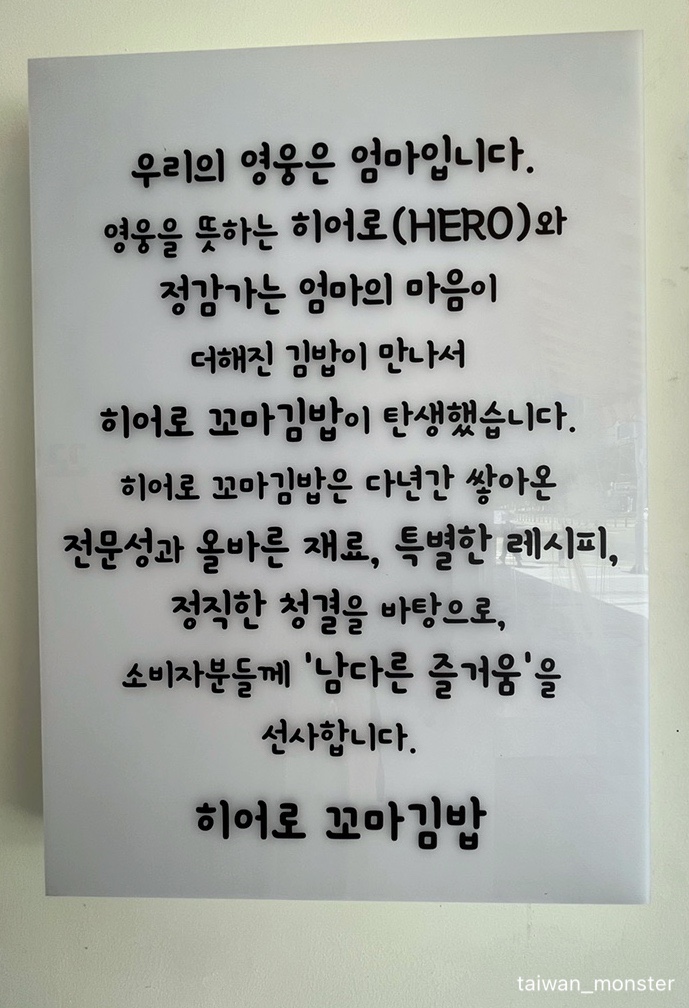 우리의 영웅은 엄마입니다.
영웅을 뜻하는 히어로(HERO)와
정감가는 엄마의 마음이
더해진 김밥이 만나서
히어로 꼬마김밥이 탄생했습니다.
히어로 꼬마김밥은 다년간 쌓아온
전문성과 올바른 재료, 특별한 레시피,
정직한 청결을 바탕으로,
소비자분들께 '남다른 즐거움'을
선사합니다.
히어로 꼬마김밥
taiwan_monster